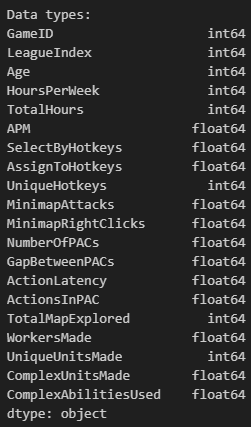 Data types:
GameID int64
LeagueIndex int64
Age int64
HoursPerWeek int64
TotalHours int64
APM float64
SelectByHotkeys float64
AssignToHotkeys float64
UniqueHotkeys int64
MinimapAttacks float64
MinimapRightClicks float64
NumberOfPACs float64
GapBetweenPACs float64
ActionLatency float64
ActionsInPAC float64
TotalMapExplored int64
WorkersMade float64
UniqueUnitsMade int64
ComplexUnitsMade float64
ComplexAbilitiesUsed float64
dtype: object